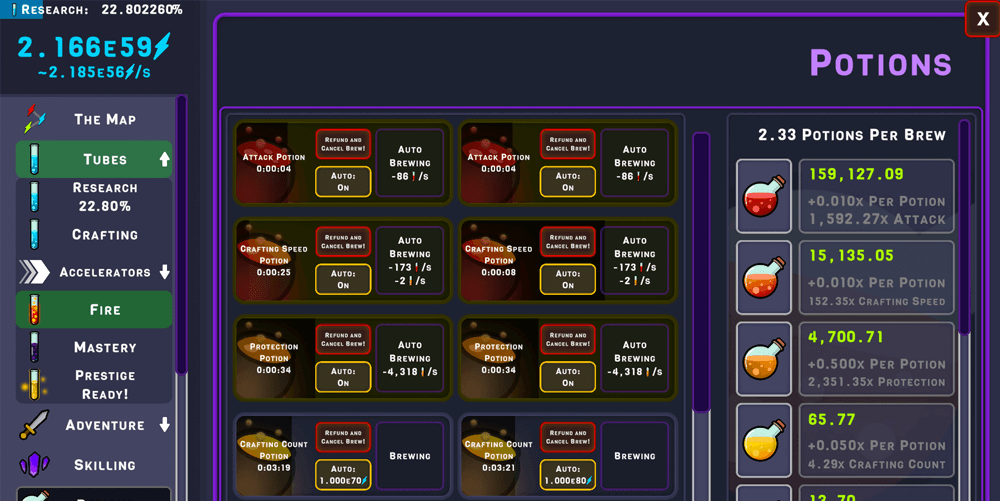 Research: 22.802260%
2.166e59
~2.185e56/s
The Map
Tubes
Research
22.80%
Crafting
Accelerators
Fire
Mastery
Prestige
Ready!
Adventure
Skilling
X
Potions
Attack Potion
0:00:04
Refund and
Cancel Brew!
Auto:
On
Auto
Brewing
-86 /s
Attack Potion
0:00:04
Refund and
Cancel Brew!
Auto:
On
Auto
Brewing
-86 /s
Crafting Speed
Potion
0:00:25
Refund and
Cancel Brew!
Auto:
On
Auto
Brewing
-173 /s
-2 /s
Crafting Speed
Potion
0:00:08
Refund and
Cancel Brew!
Auto:
On
Auto
Brewing
-173 /s
-2 /s
Protection
Potion
0:00:34
Refund and
Cancel Brew!
Auto:
On
Auto
Brewing
-4,318 /s
Protection
Potion
0:00:34
Refund and
Cancel Brew!
Auto:
On
Auto
Brewing
-4,318 /s
Crafting Count
Potion
0:03:19
Refund and
Cancel Brew!
Auto:
1.000e70
Brewing
Crafting Count
Potion
0:03:21
Refund and
Cancel Brew!
Auto:
1.000e80
Brewing
2.33 Potions Per Brew
159,127.09
+0.010x Per Potion
1,592.27x Attack
15,135.05
+0.010x Per Potion
152.35x Crafting Speed
4,700.71
+0.500x Per Potion
2,351.35x Protection
65.77
+0.050x Per Potion
4.29x Crafting Count